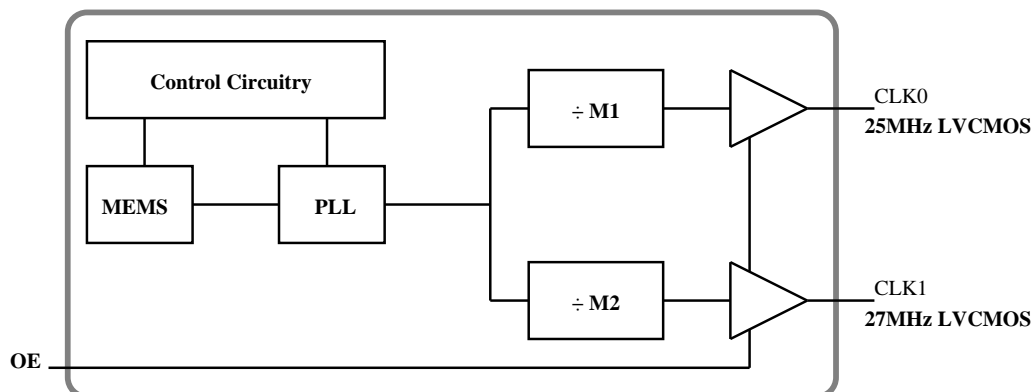 Control Circuitry
÷ M1
CLK0
25MHz LVCMOS
MEMS
PLL
÷ M2
CLK1
27MHz LVCMOS
OE